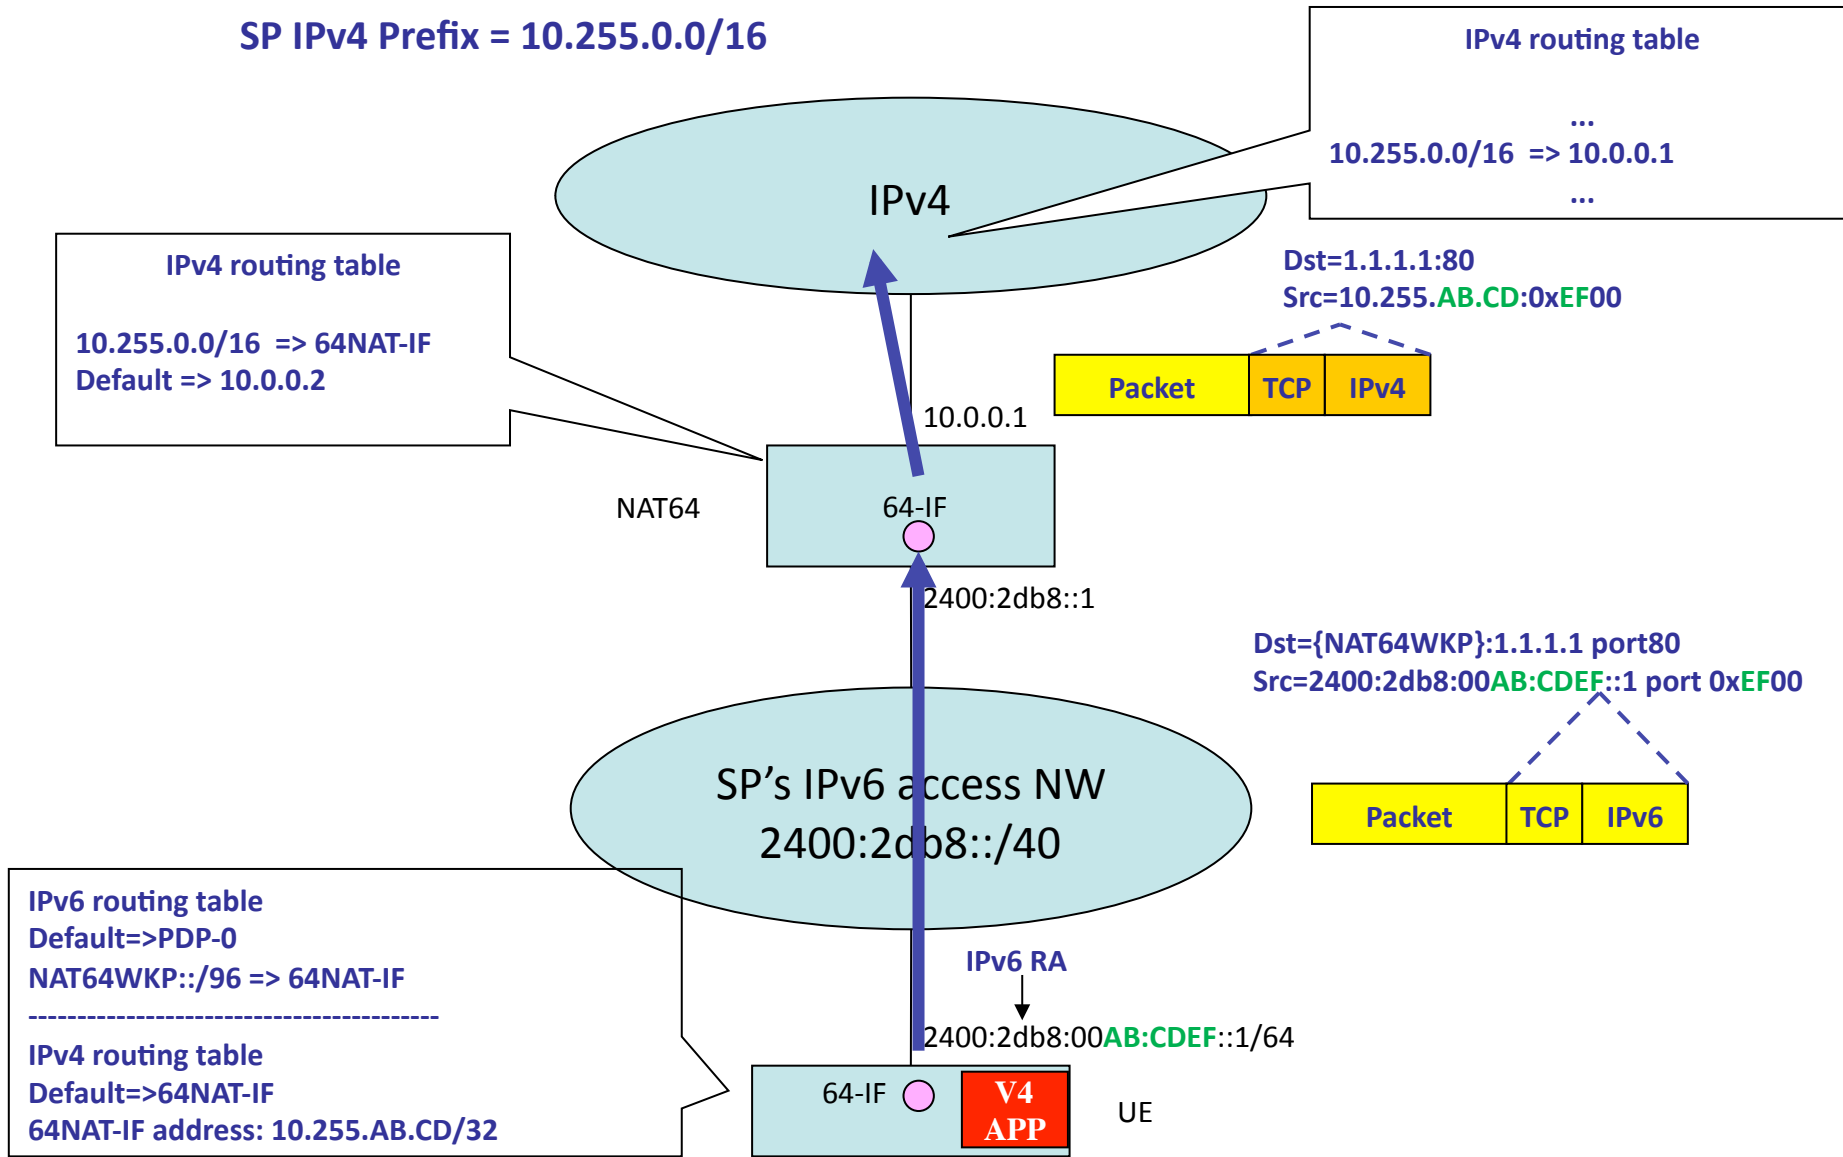 SP IPv4 Prefix = 10.255.0.0/16
IPv4 routing table
...
10.255.0.0/16 => 10.0.0.1
...
IPv4
IPv4 routing table
10.255.0.0/16 => 64NAT-IF
Default => 10.0.0.2
Dst=1.1.1.1:80
Src=10.255.AB.CD:0xEF00
Packet TCP IPv4
10.0.0.1
NAT64
64-IF
2400:2db8::1
Dst={NAT64WKP}:1.1.1.1 port80
Src=2400:2db8:00AB:CDEF::1 port 0xEF00
Packet TCP IPv6
SP's IPv6 access NW
2400:2db8::/40
IPv6 routing table
Default=>PDP-0
NAT64WKP::/96 => 64NAT-IF
------------------------------------------
IPv4 routing table
Default=>64NAT-IF
64NAT-IF address: 10.255.AB.CD/32
IPv6 RA
2400:2db8:00AB:CDEF::1/64
64-IF
V4
APP
UE